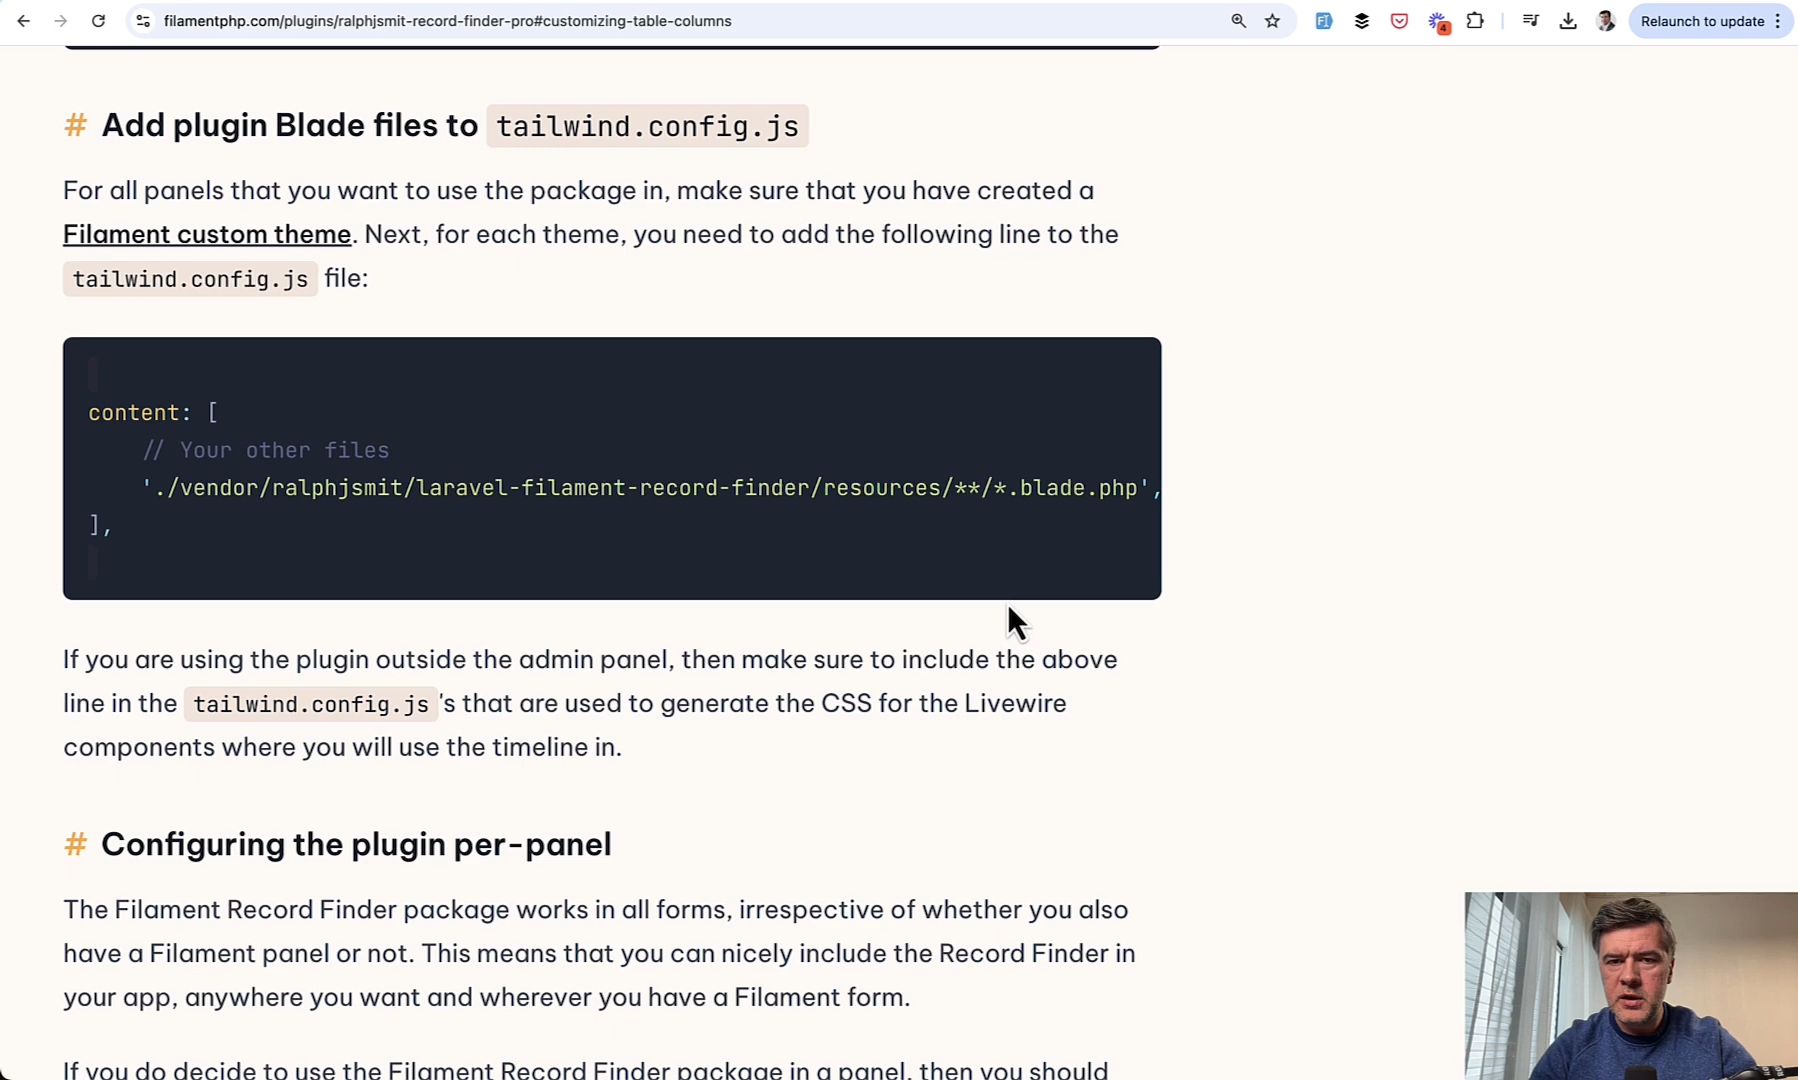 filamentphp.com/plugins/ralphjsmit-record-finder-pro#customizing-table-columns
4
Relaunch to update
# Add plugin Blade files to tailwind.config.js
For all panels that you want to use the package in, make sure that you have created a
Filament custom theme. Next, for each theme, you need to add the following line to the
tailwind.config.js file:
content: [
// Your other files
'./vendor/ralphjsmit/laravel-filament-record-finder/resources/**/*.blade.php',
],
If you are using the plugin outside the admin panel, then make sure to include the above
line in the tailwind.config.js's that are used to generate the CSS for the Livewire
components where you will use the timeline in.
# Configuring the plugin per-panel
The Filament Record Finder package works in all forms, irrespective of whether you also
have a Filament panel or not. This means that you can nicely include the Record Finder in
your app, anywhere you want and wherever you have a Filament form.
If you do decide to use the Filament Record Finder package in a panel, then you should